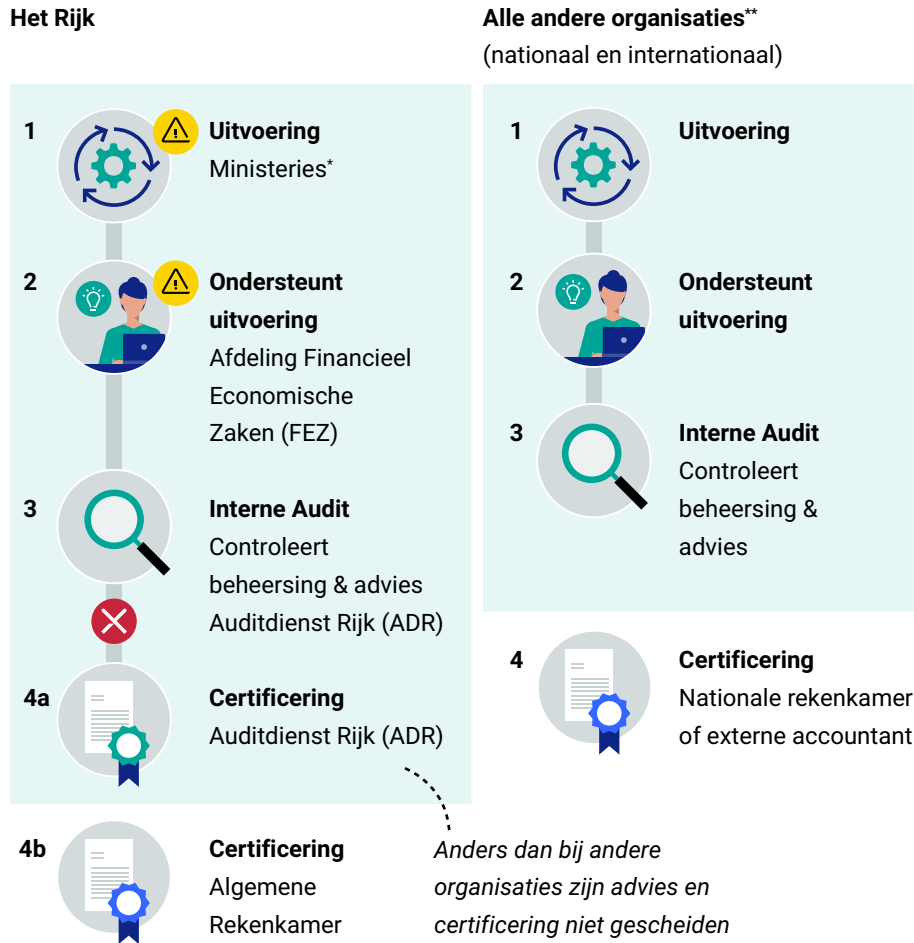 Het Rijk
1
Uitvoering
Ministeries*
2
Ondersteunt
uitvoering
Afdeling Financieel
Economische
Zaken (FEZ)
3
Interne Audit
Controleert
beheersing & advies
Auditdienst Rijk (ADR)
4a
Certificering
Auditdienst Rijk (ADR)
4b
Certificering
Algemene
Rekenkamer
Anders dan bij andere
organisaties zijn advies en
certificering niet gescheiden
Alle andere organisaties**
(nationaal en internationaal)
1
Uitvoering
2
Ondersteunt
uitvoering
3
Interne Audit
Controleert
beheersing &
advies
4
Certificering
Nationale rekenkamer
of externe accountant